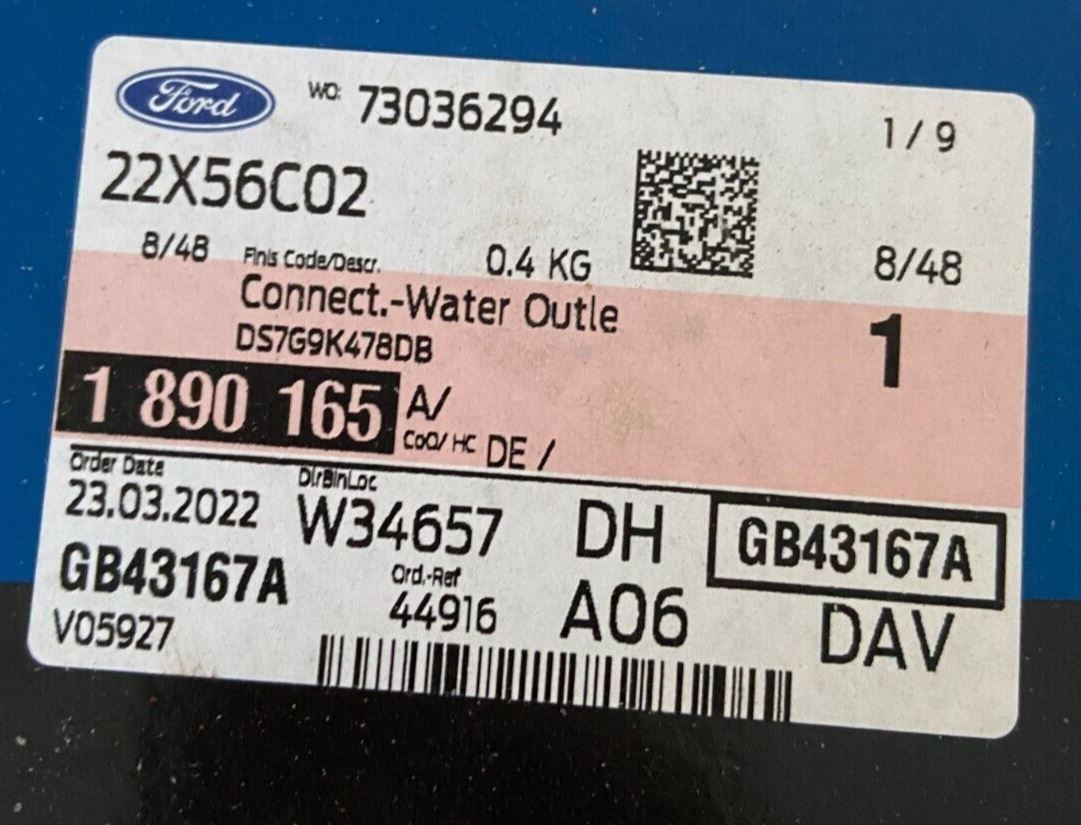 Ford WO: 73036294 1 / 9
22X56C02
8/48 Finis Code/Descr. 0.4 KG 8/48
Connect.-Water Outle 1
DS7G9K478DB
1 890 165 A/
CoO/ HC DE /
Order Date DlrBinLoc
23.03.2022 W34657 DH GB43167A
GB43167A Ord.-Ref
V05927 44916 A06 DAV